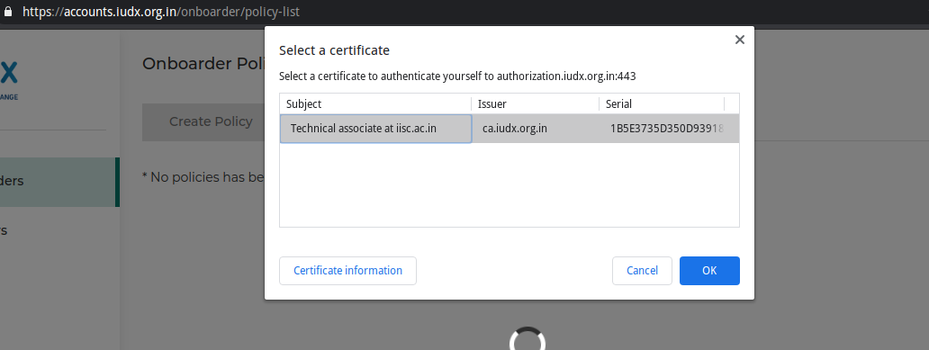 https://accounts.iudx.org.in/onboarder/policy-list
Select a certificate
Onboarder Pol
Select a certificate to authenticate yourself to authorization.iudx.org.in:443
X
ANGE
Subject Issuer Serial
Create Policy
Technical associate at iisc.ac.in ca.iudx.org.in 1B5E3735D350D93918
* No policies has be
ders
rs
Certificate information Cancel OK